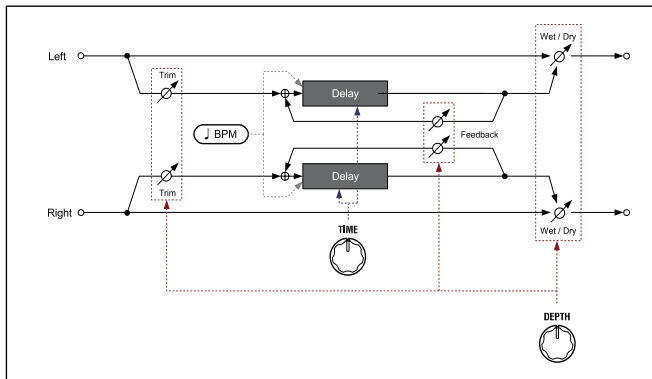 Wet / Dry
Left
Trim
Delay
♩ BPM
Feedback
Delay
Trim
Right
Wet / Dry
TIME
DEPTH